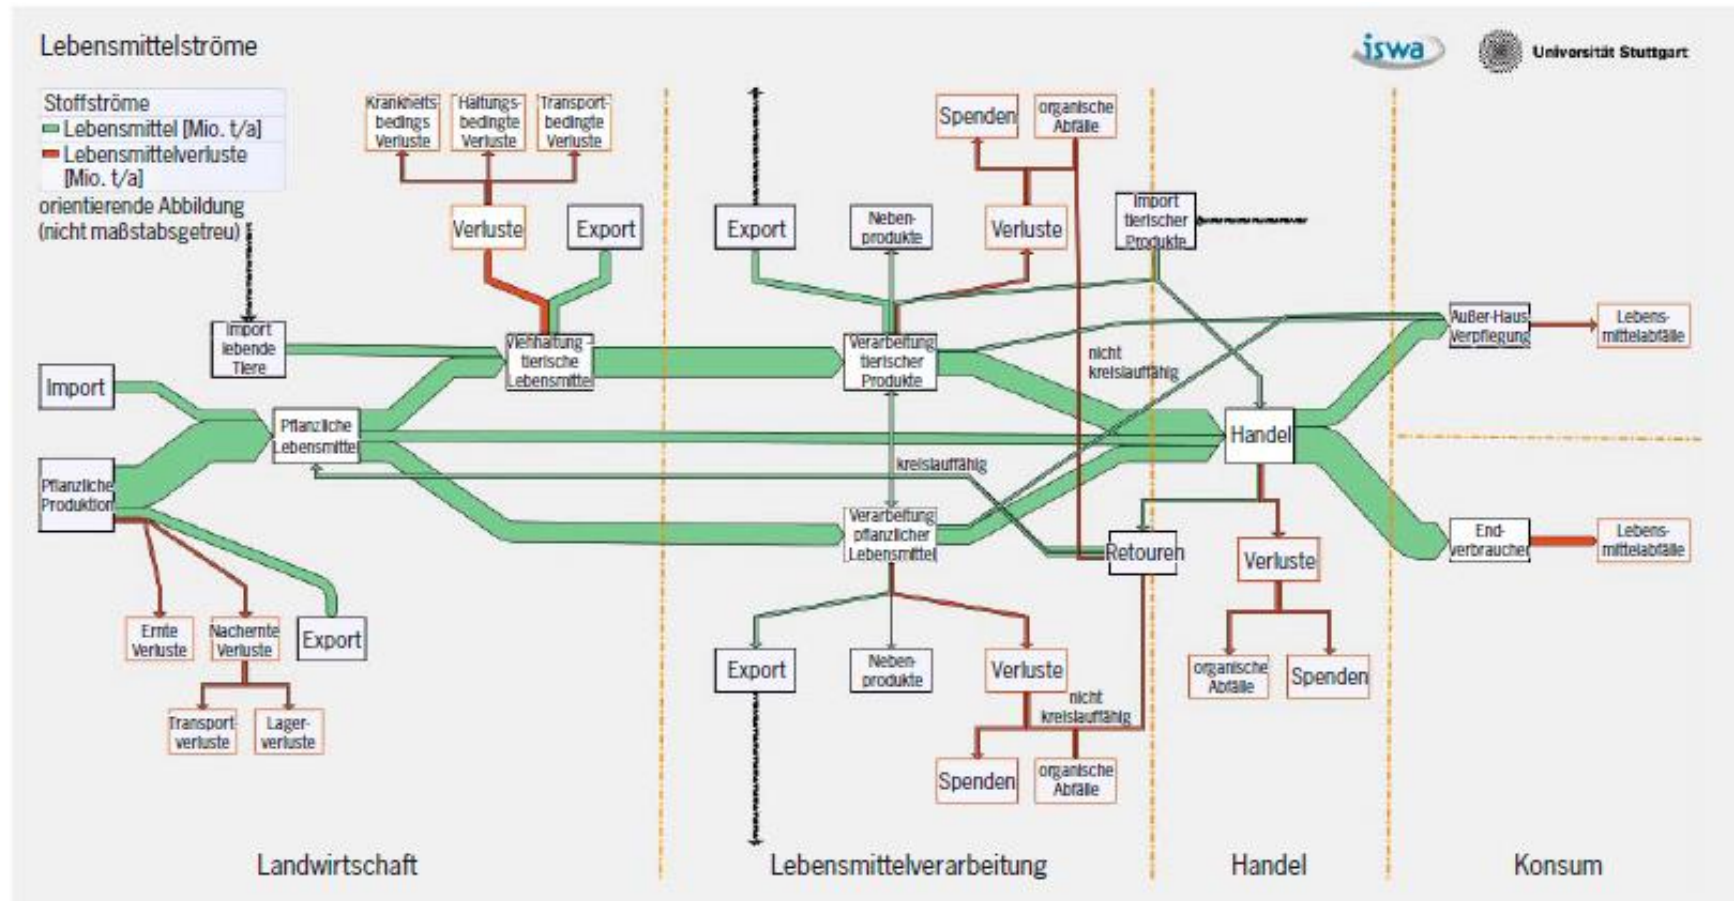 Lebensmittelströme
iswa
Universität Stuttgart
Stoffströme
Lebensmittel [Mio. t/a]
Lebensmittelverluste
[Mio. t/a]
orientierende Abbildung
(nicht maßstabsgetreu)
Krankheits-
bedings
Verluste
Haltungs-
bedingte
Verluste
Transport-
bedingte
Verluste
Verluste
Export
Import
lebende
Tiere
Viehhaltung -
tierische
Lebensmittel
Import
Pflanzliche
Lebensmittel
Pflanzliche
Produktion
Ernte
Verluste
Nachernte
Verluste
Export
Transport-
verluste
Lager-
verluste
Landwirtschaft
Spenden
organische
Abfälle
Export
Neben-
produkte
Verluste
Import
tierischer
Produkte
Verarbeitung
tierischer
Produkte
nicht
kreislauffähig
kreislauffähig
Verarbeitung
pflanzlicher
Lebensmittel
Retouren
Export
Neben-
produkte
Verluste
nicht
kreislauffähig
Spenden
organische
Abfälle
Lebensmittelverarbeitung
Handel
Verluste
organische
Abfälle
Spenden
Handel
Außer-Haus
Verpflegung
Lebens-
mittelabfälle
End-
verbraucher
Lebens-
mittelabfälle
Konsum